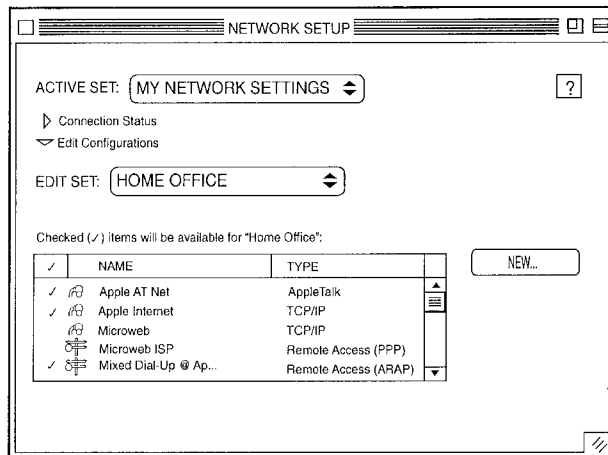 NETWORK SETUP
ACTIVE SET: MY NETWORK SETTINGS
?
Connection Status
Edit Configurations
EDIT SET: HOME OFFICE
Checked (✓) items will be available for "Home Office":
NEW...
✓ NAME TYPE
✓ Apple AT Net AppleTalk
✓ Apple Internet TCP/IP
Microweb TCP/IP
Microweb ISP Remote Access (PPP)
✓ Mixed Dial-Up @ Ap... Remote Access (ARAP)